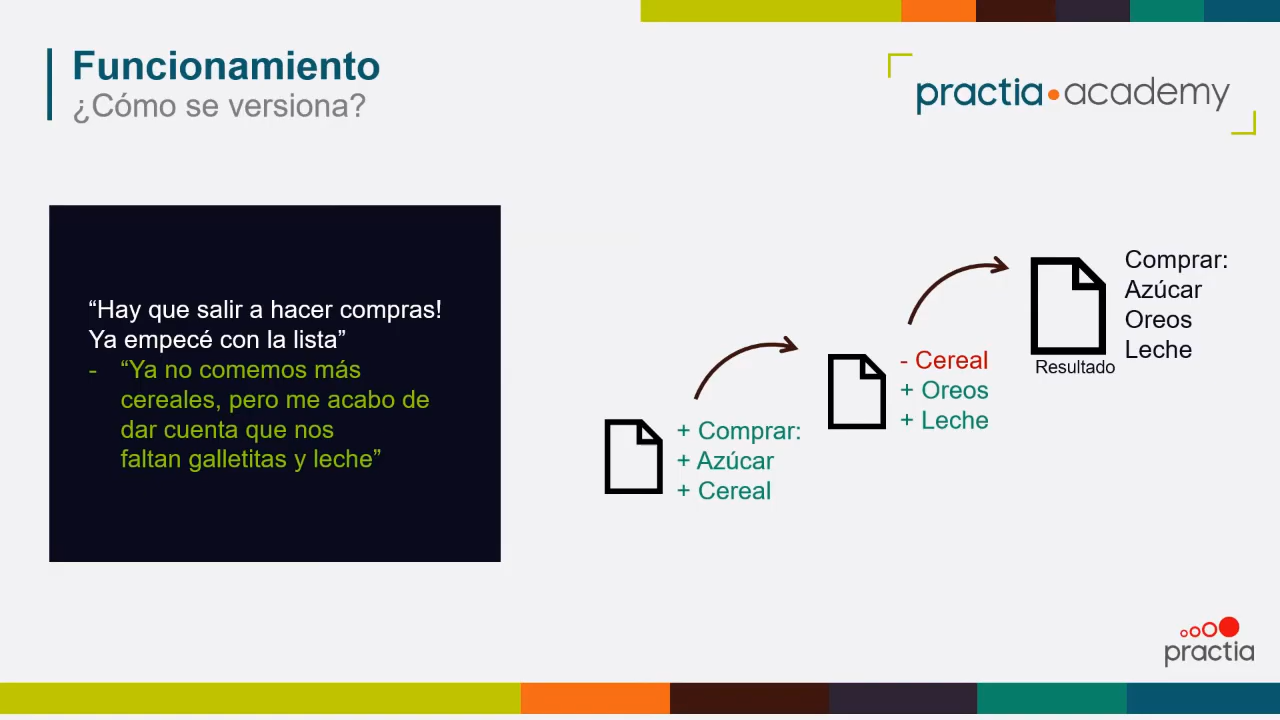 Funcionamiento
¿Cómo se versiona?
practia•academy
“Hay que salir a hacer compras!
Ya empecé con la lista”
- “Ya no comemos más
cereales, pero me acabo de
dar cuenta que nos
faltan galletitas y leche”
+ Comprar:
+ Azúcar
+ Cereal
- Cereal
+ Oreos
+ Leche
Resultado
Comprar:
Azúcar
Oreos
Leche
practia